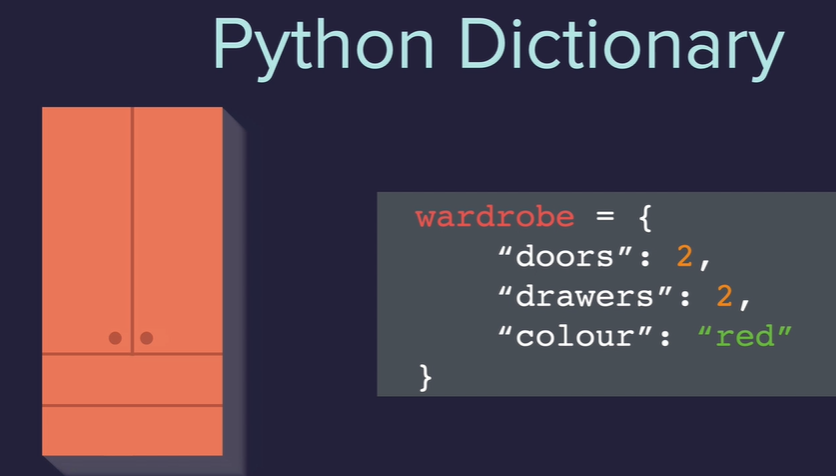 Python Dictionary
wardrobe = {
    “doors”: 2,
    “drawers”: 2,
    “colour”: “red”
}